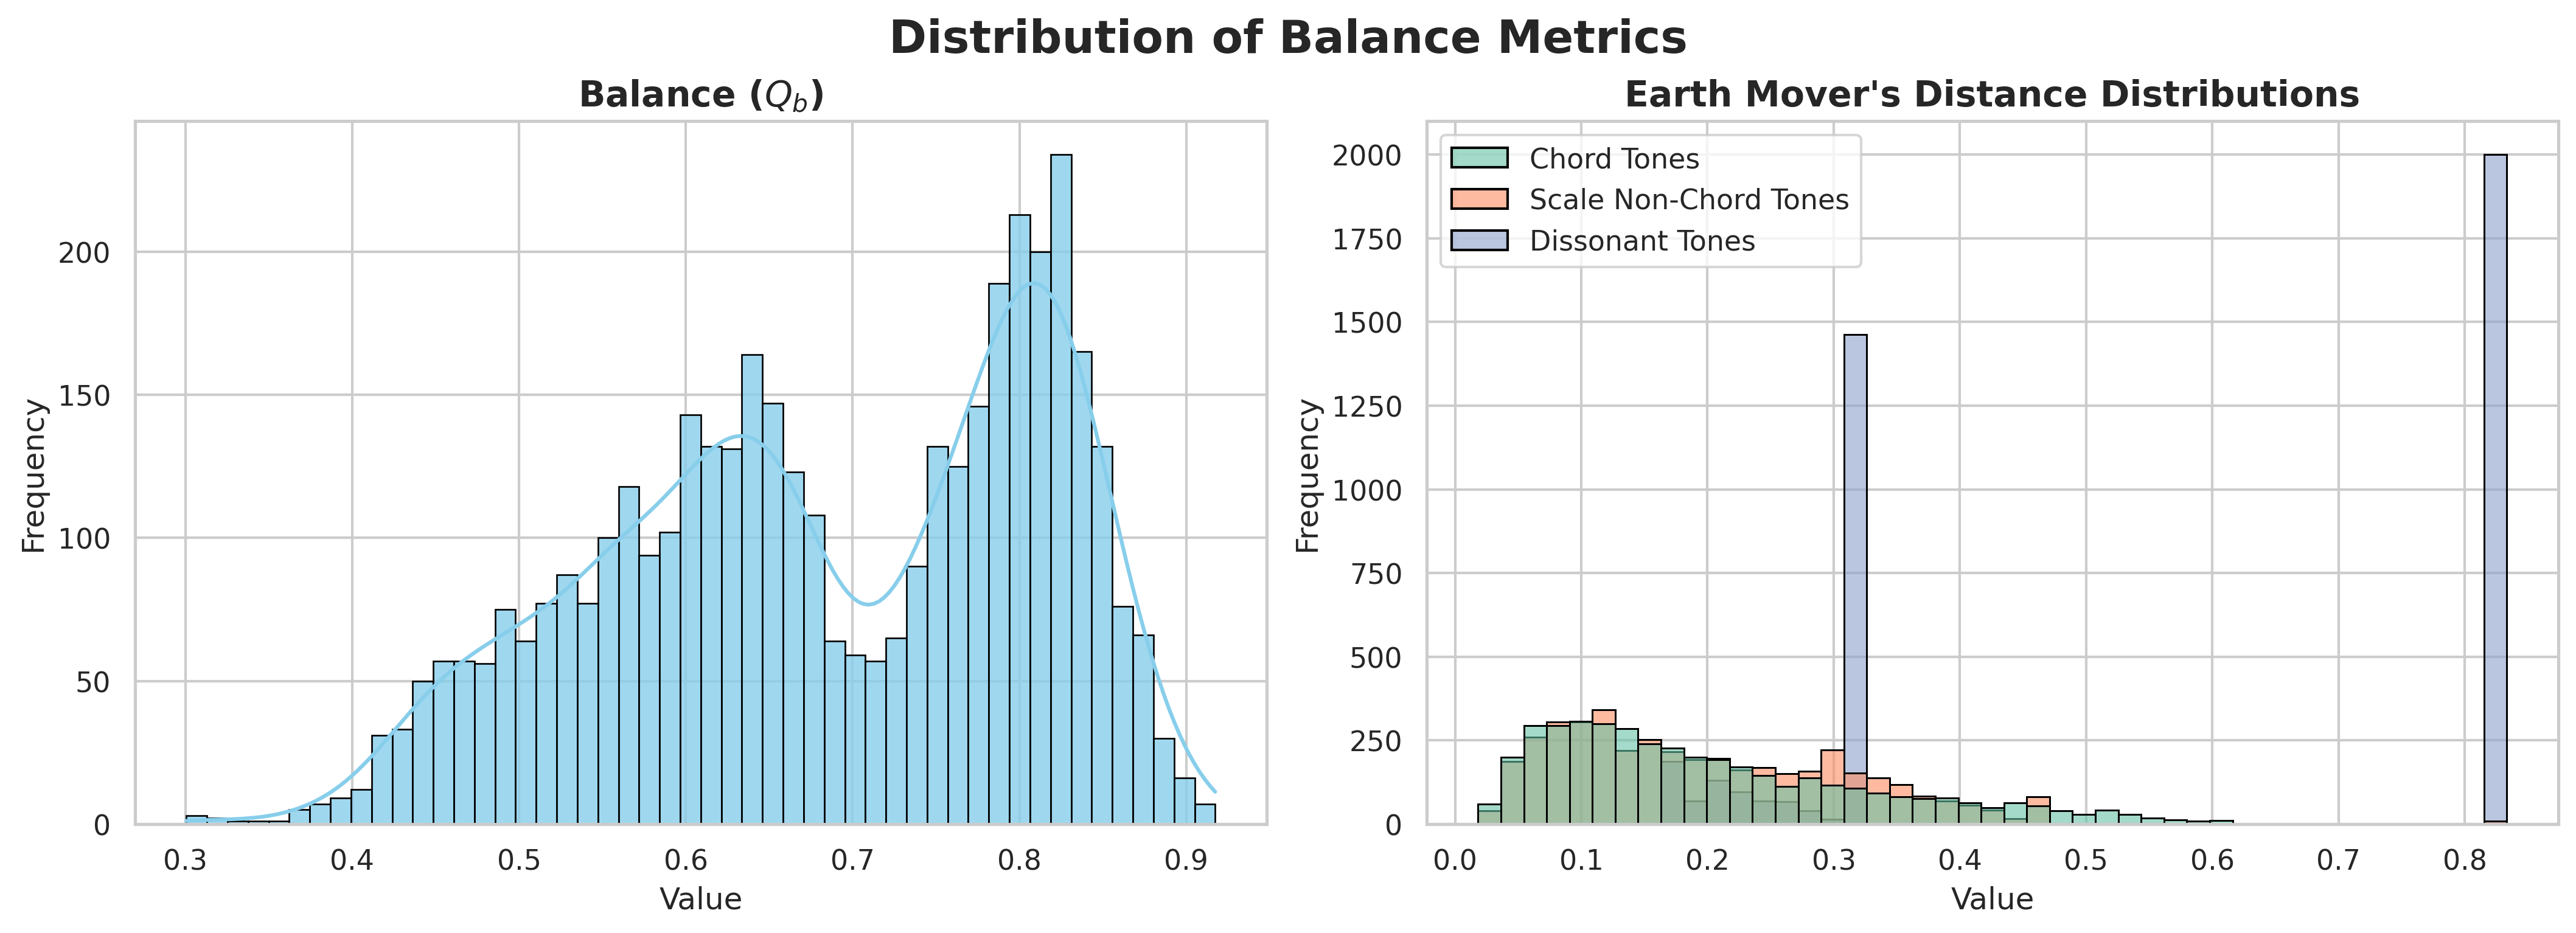 Distribution of Balance Metrics
Balance (Q_b)
Frequency
200
150
100
50
0
0.3 0.4 0.5 0.6 0.7 0.8 0.9
Value
Earth Mover's Distance Distributions
Chord Tones
Scale Non-Chord Tones
Dissonant Tones
Frequency
2000
1750
1500
1250
1000
750
500
250
0
0.0 0.1 0.2 0.3 0.4 0.5 0.6 0.7 0.8
Value